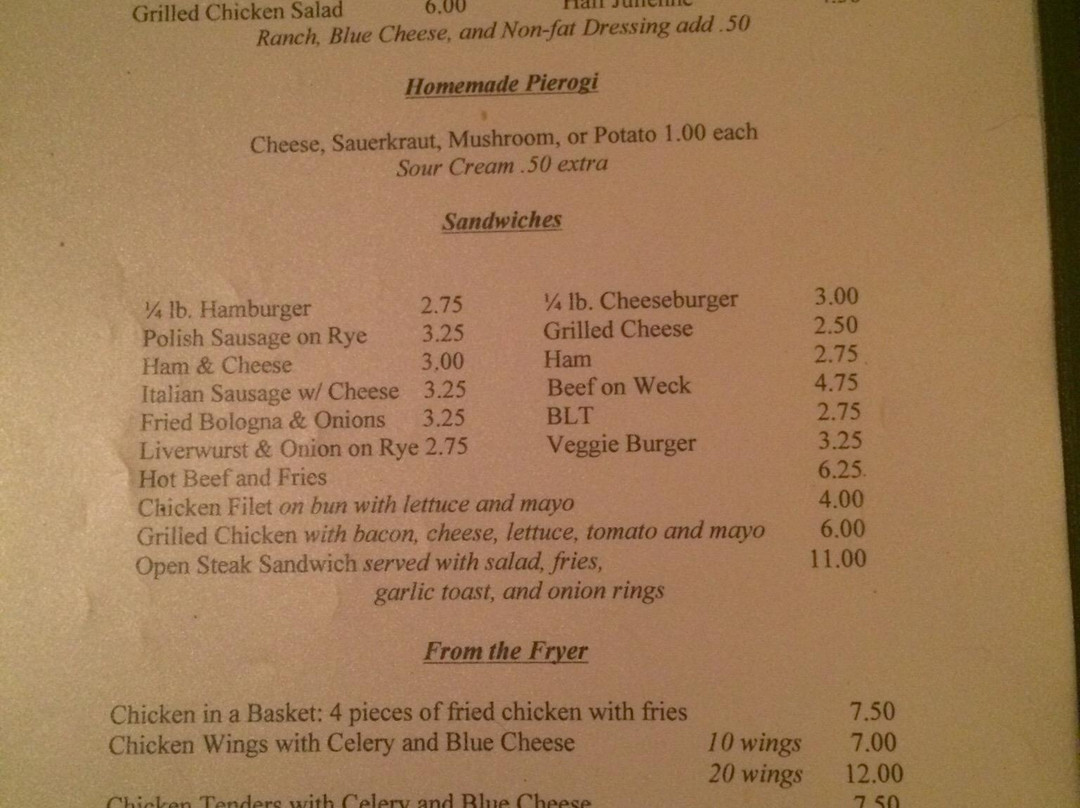 Grilled Chicken Salad 6.00 Half Julienne
Ranch, Blue Cheese, and Non-fat Dressing add .50
Homemade Pierogi
Cheese, Sauerkraut, Mushroom, or Potato 1.00 each
Sour Cream .50 extra
Sandwiches
¼ lb. Hamburger 2.75 ¼ lb. Cheeseburger 3.00
Polish Sausage on Rye 3.25 Grilled Cheese 2.50
Ham & Cheese 3.00 Ham 2.75
Italian Sausage w/ Cheese 3.25 Beef on Weck 4.75
Fried Bologna & Onions 3.25 BLT 2.75
Liverwurst & Onion on Rye 2.75 Veggie Burger 3.25
Hot Beef and Fries 6.25
Chicken Filet on bun with lettuce and mayo 4.00
Grilled Chicken with bacon, cheese, lettuce, tomato and mayo 6.00
Open Steak Sandwich served with salad, fries, 11.00
garlic toast, and onion rings
From the Fryer
Chicken in a Basket: 4 pieces of fried chicken with fries 7.50
Chicken Wings with Celery and Blue Cheese 10 wings 7.00
20 wings 12.00
Chicken Tenders with Celery and Blue Cheese 7.50